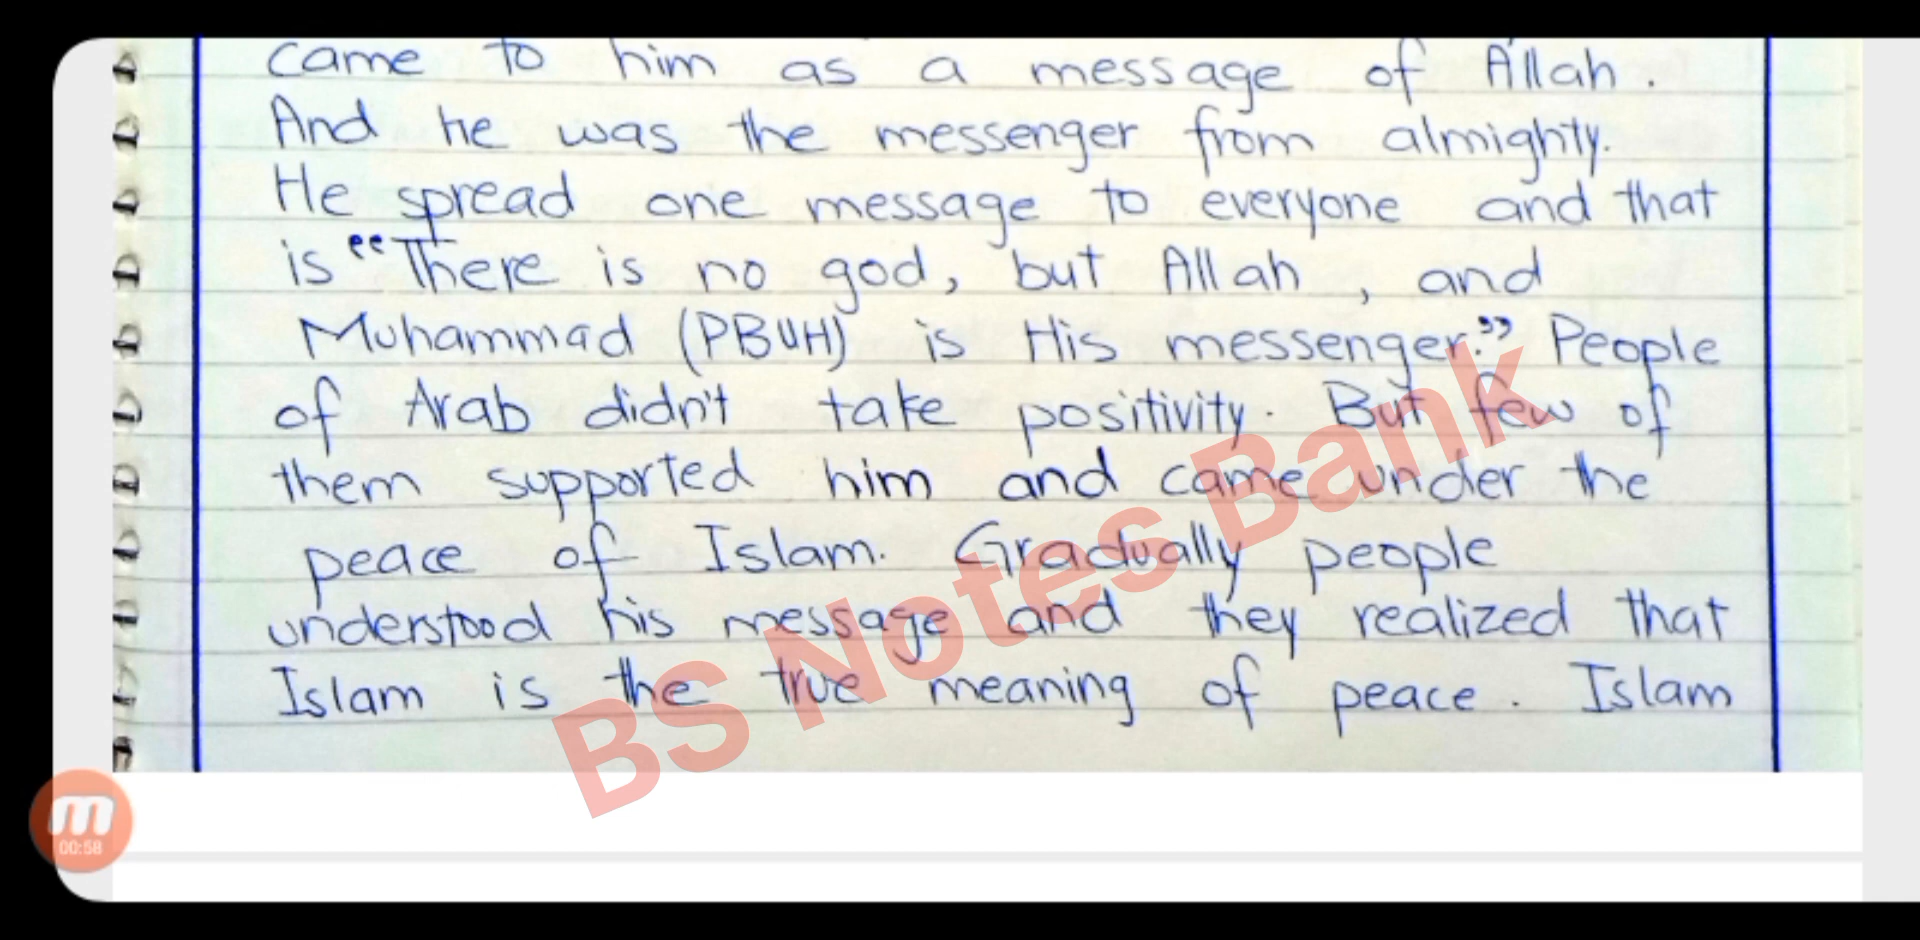 came to him as a message of Allah.
And he was the messenger from almighty.
He spread one message to everyone and that
is "There is no god, but Allah, and
Muhammad (PBUH) is His messenger." People
of Arab didn't take positivity. But few of
them supported him and came under the
peace of Islam. Gradually people
understood his message and they realized that
Islam is the true meaning of peace. Islam
BS Notes Bank
00:58